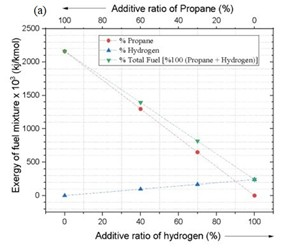 (a)
Additive ratio of Propane (%)
100 80 60 40 20 0
% Propane
% Hydrogen
% Total Fuel [%100 (Propane + Hydrogen)]
Exergy of fuel mixture x 10³ (kj/kmol)
2500
2000
1500
1000
500
0
0 20 40 60 80 100
Additive ratio of hydrogen (%)